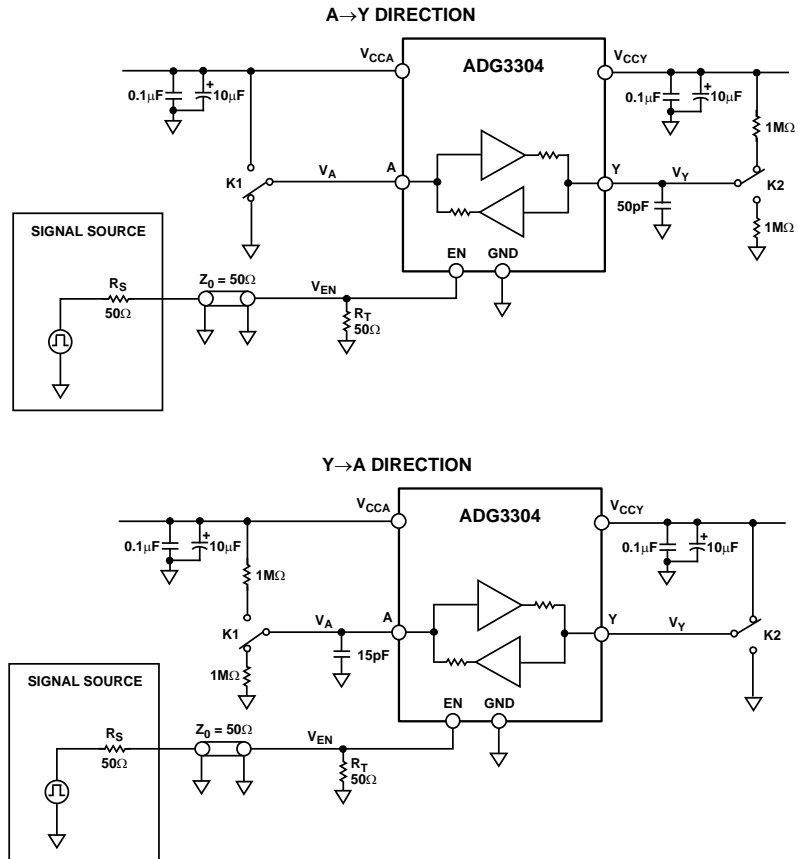 A→Y DIRECTION
VCCA
ADG3304
VCCY
0.1µF
10µF
+
0.1µF
10µF
+
1MΩ
K1
VA
A
Y
VY
K2
50pF
1MΩ
SIGNAL SOURCE
EN
GND
RS
50Ω
Z0 = 50Ω
VEN
RT
50Ω
Y→A DIRECTION
VCCA
ADG3304
VCCY
0.1µF
10µF
+
0.1µF
10µF
+
1MΩ
K1
VA
A
Y
VY
K2
15pF
1MΩ
SIGNAL SOURCE
EN
GND
RS
50Ω
Z0 = 50Ω
VEN
RT
50Ω